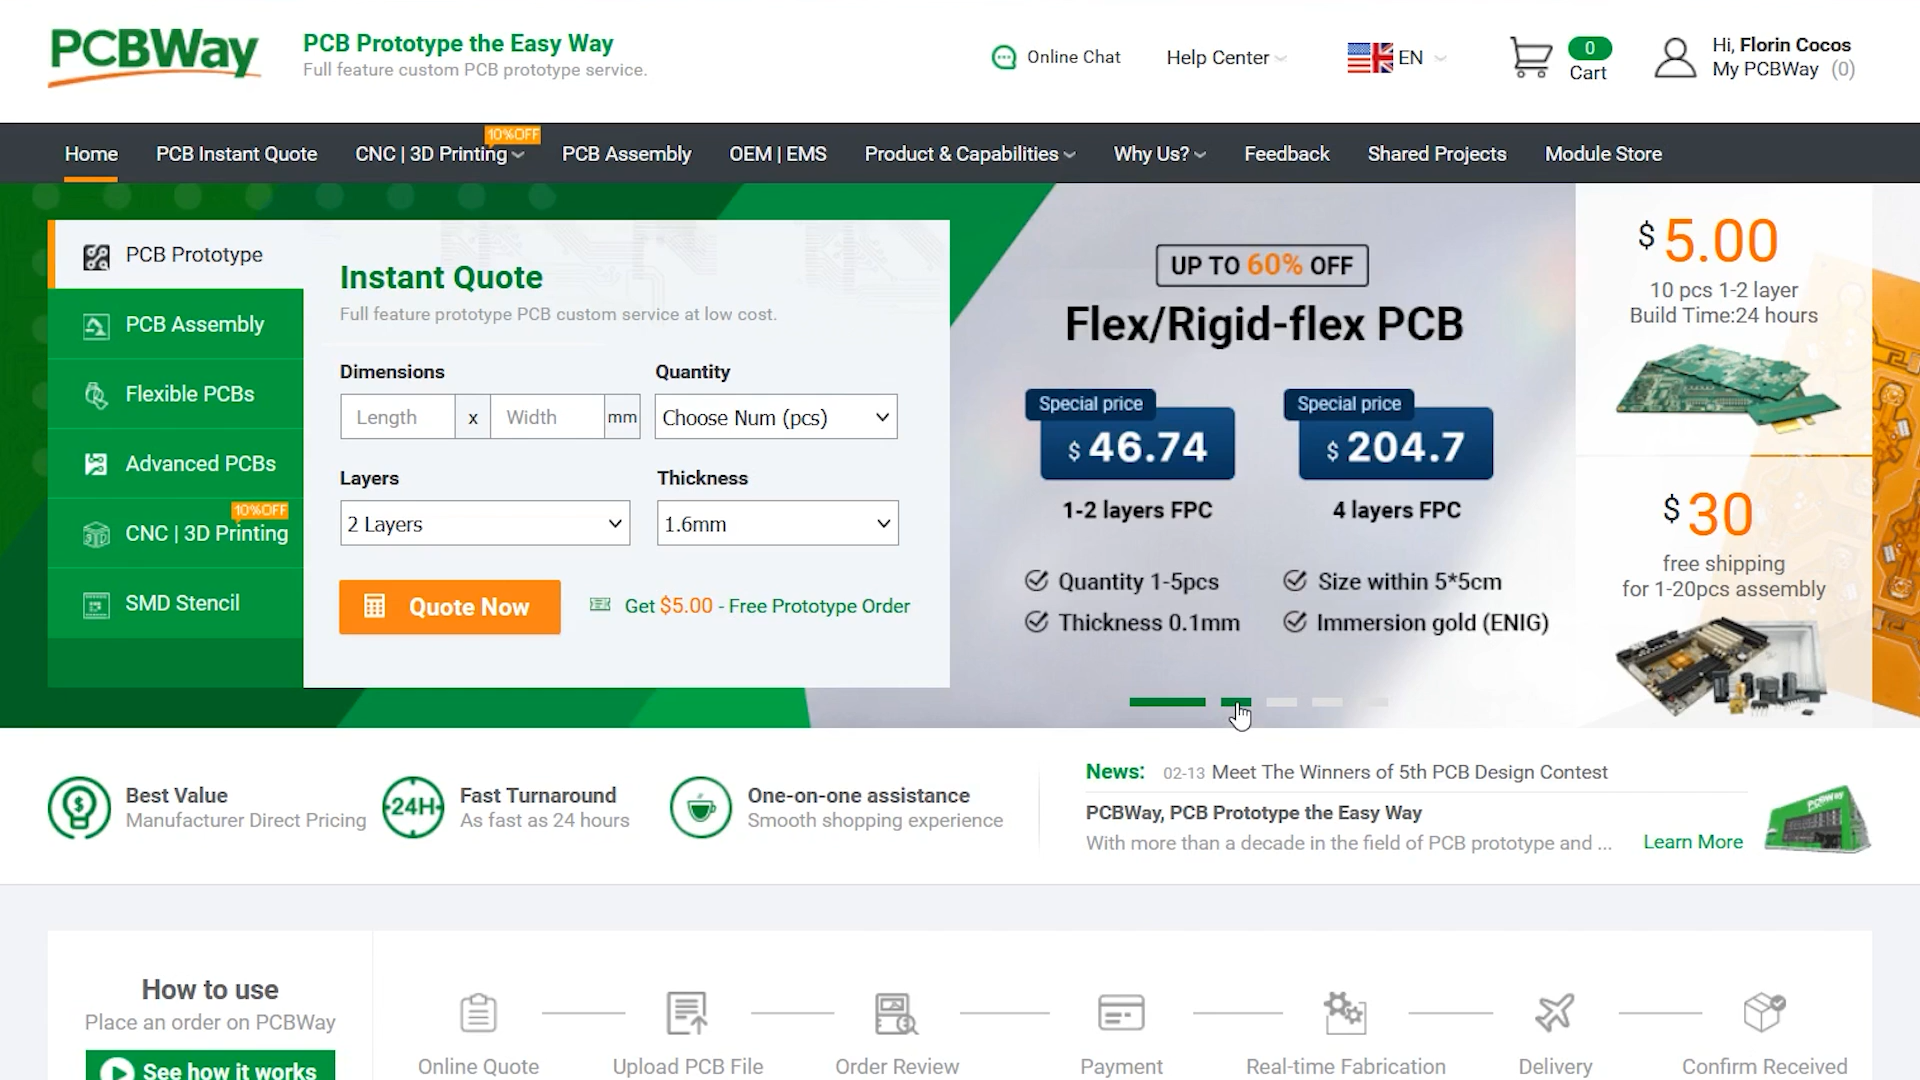 PCBWay
PCB Prototype the Easy Way
Full feature custom PCB prototype service.
Online Chat
Help Center
EN
0
Cart
Hi, Florin Cocos
My PCBWay (0)
Home
PCB Instant Quote
CNC | 3D Printing
10%OFF
PCB Assembly
OEM | EMS
Product & Capabilities
Why Us?
Feedback
Shared Projects
Module Store
PCB Prototype
PCB Assembly
Flexible PCBs
Advanced PCBs
10%OFF
CNC | 3D Printing
SMD Stencil
Instant Quote
Full feature prototype PCB custom service at low cost.
Dimensions
Quantity
Length x Width mm
Choose Num (pcs)
Layers
Thickness
2 Layers
1.6mm
Quote Now
Get $5.00 - Free Prototype Order
UP TO 60% OFF
Flex/Rigid-flex PCB
Special price
$ 46.74
1-2 layers FPC
Special price
$ 204.7
4 layers FPC
Quantity 1-5pcs
Size within 5*5cm
Thickness 0.1mm
Immersion gold (ENIG)
$ 5.00
10 pcs 1-2 layer
Build Time:24 hours
$ 30
free shipping
for 1-20pcs assembly
Best Value
Manufacturer Direct Pricing
24H
Fast Turnaround
As fast as 24 hours
One-on-one assistance
Smooth shopping experience
News: 02-13 Meet The Winners of 5th PCB Design Contest
PCBWay, PCB Prototype the Easy Way
With more than a decade in the field of PCB prototype and ...
Learn More
PCBWay
How to use
Place an order on PCBWay
See how it works
Online Quote
Upload PCB File
Order Review
Payment
Real-time Fabrication
Delivery
Confirm Received